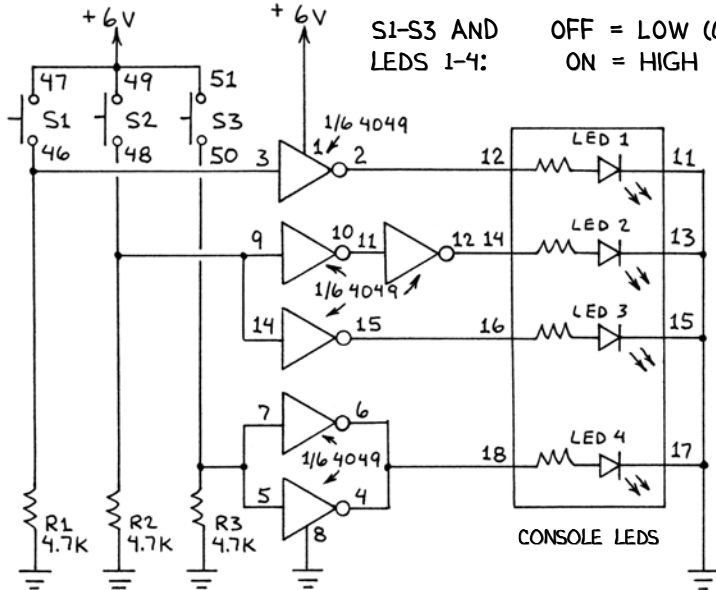 +6V
+6V
S1-S3 AND OFF = LOW (
LEDS 1-4: ON = HIGH
47
49
51
S1
S2
S3
46
48
50
1/6 4049
1
3
2
12
LED 1
11
9
10
11
12
14
LED 2
13
1/6 4049
14
15
16
LED 3
15
7
6
1/6 4049
18
LED 4
17
5
4
8
R1
4.7K
R2
4.7K
R3
4.7K
CONSOLE LEDS